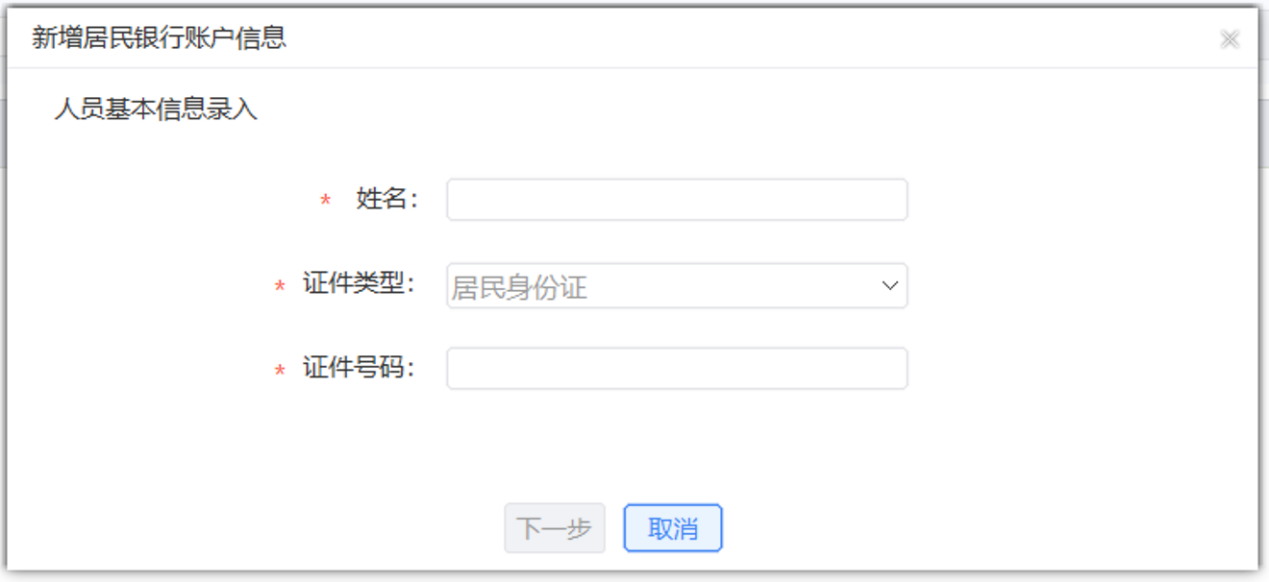 新增居民银行账户信息
人员基本信息录入
* 姓名：
* 证件类型： 居民身份证
* 证件号码：
下一步 取消